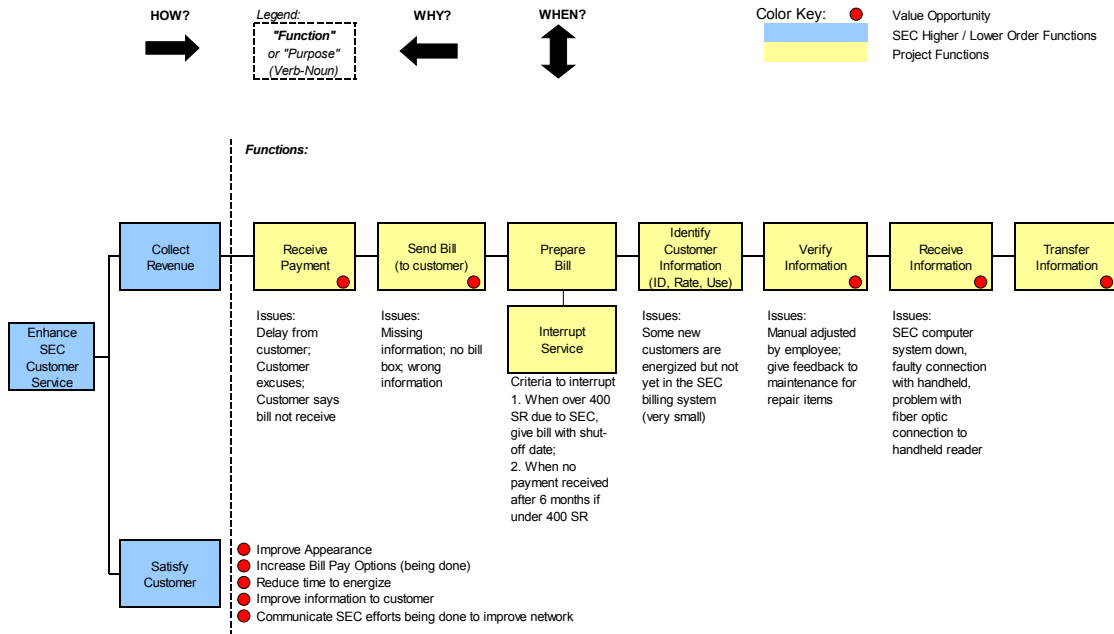 HOW?
Legend:
"Function"
or "Purpose"
(Verb-Noun)
WHY?
WHEN?
Color Key:
Value Opportunity
SEC Higher / Lower Order Functions
Project Functions
Functions:
Enhance
SEC
Customer
Service
Collect
Revenue
Receive
Payment
Issues:
Delay from
customer;
Customer
excuses;
Customer says
bill not receive
Send Bill
(to customer)
Issues:
Missing
information; no bill
box; wrong
information
Prepare
Bill
Interrupt
Service
Criteria to interrupt
1. When over 400
SR due to SEC,
give bill with shut-
off date;
2. When no
payment received
after 6 months if
under 400 SR
Identify
Customer
Information
(ID, Rate, Use)
Issues:
Some new
customers are
energized but not
yet in the SEC
billing system
(very small)
Verify
Information
Issues:
Manual adjusted
by employee;
give feedback to
maintenance for
repair items
Receive
Information
Issues:
SEC computer
system down,
faulty connection
with handheld,
problem with
fiber optic
connection to
handheld reader
Transfer
Information
Satisfy
Customer
Improve Appearance
Increase Bill Pay Options (being done)
Reduce time to energize
Improve information to customer
Communicate SEC efforts being done to improve network